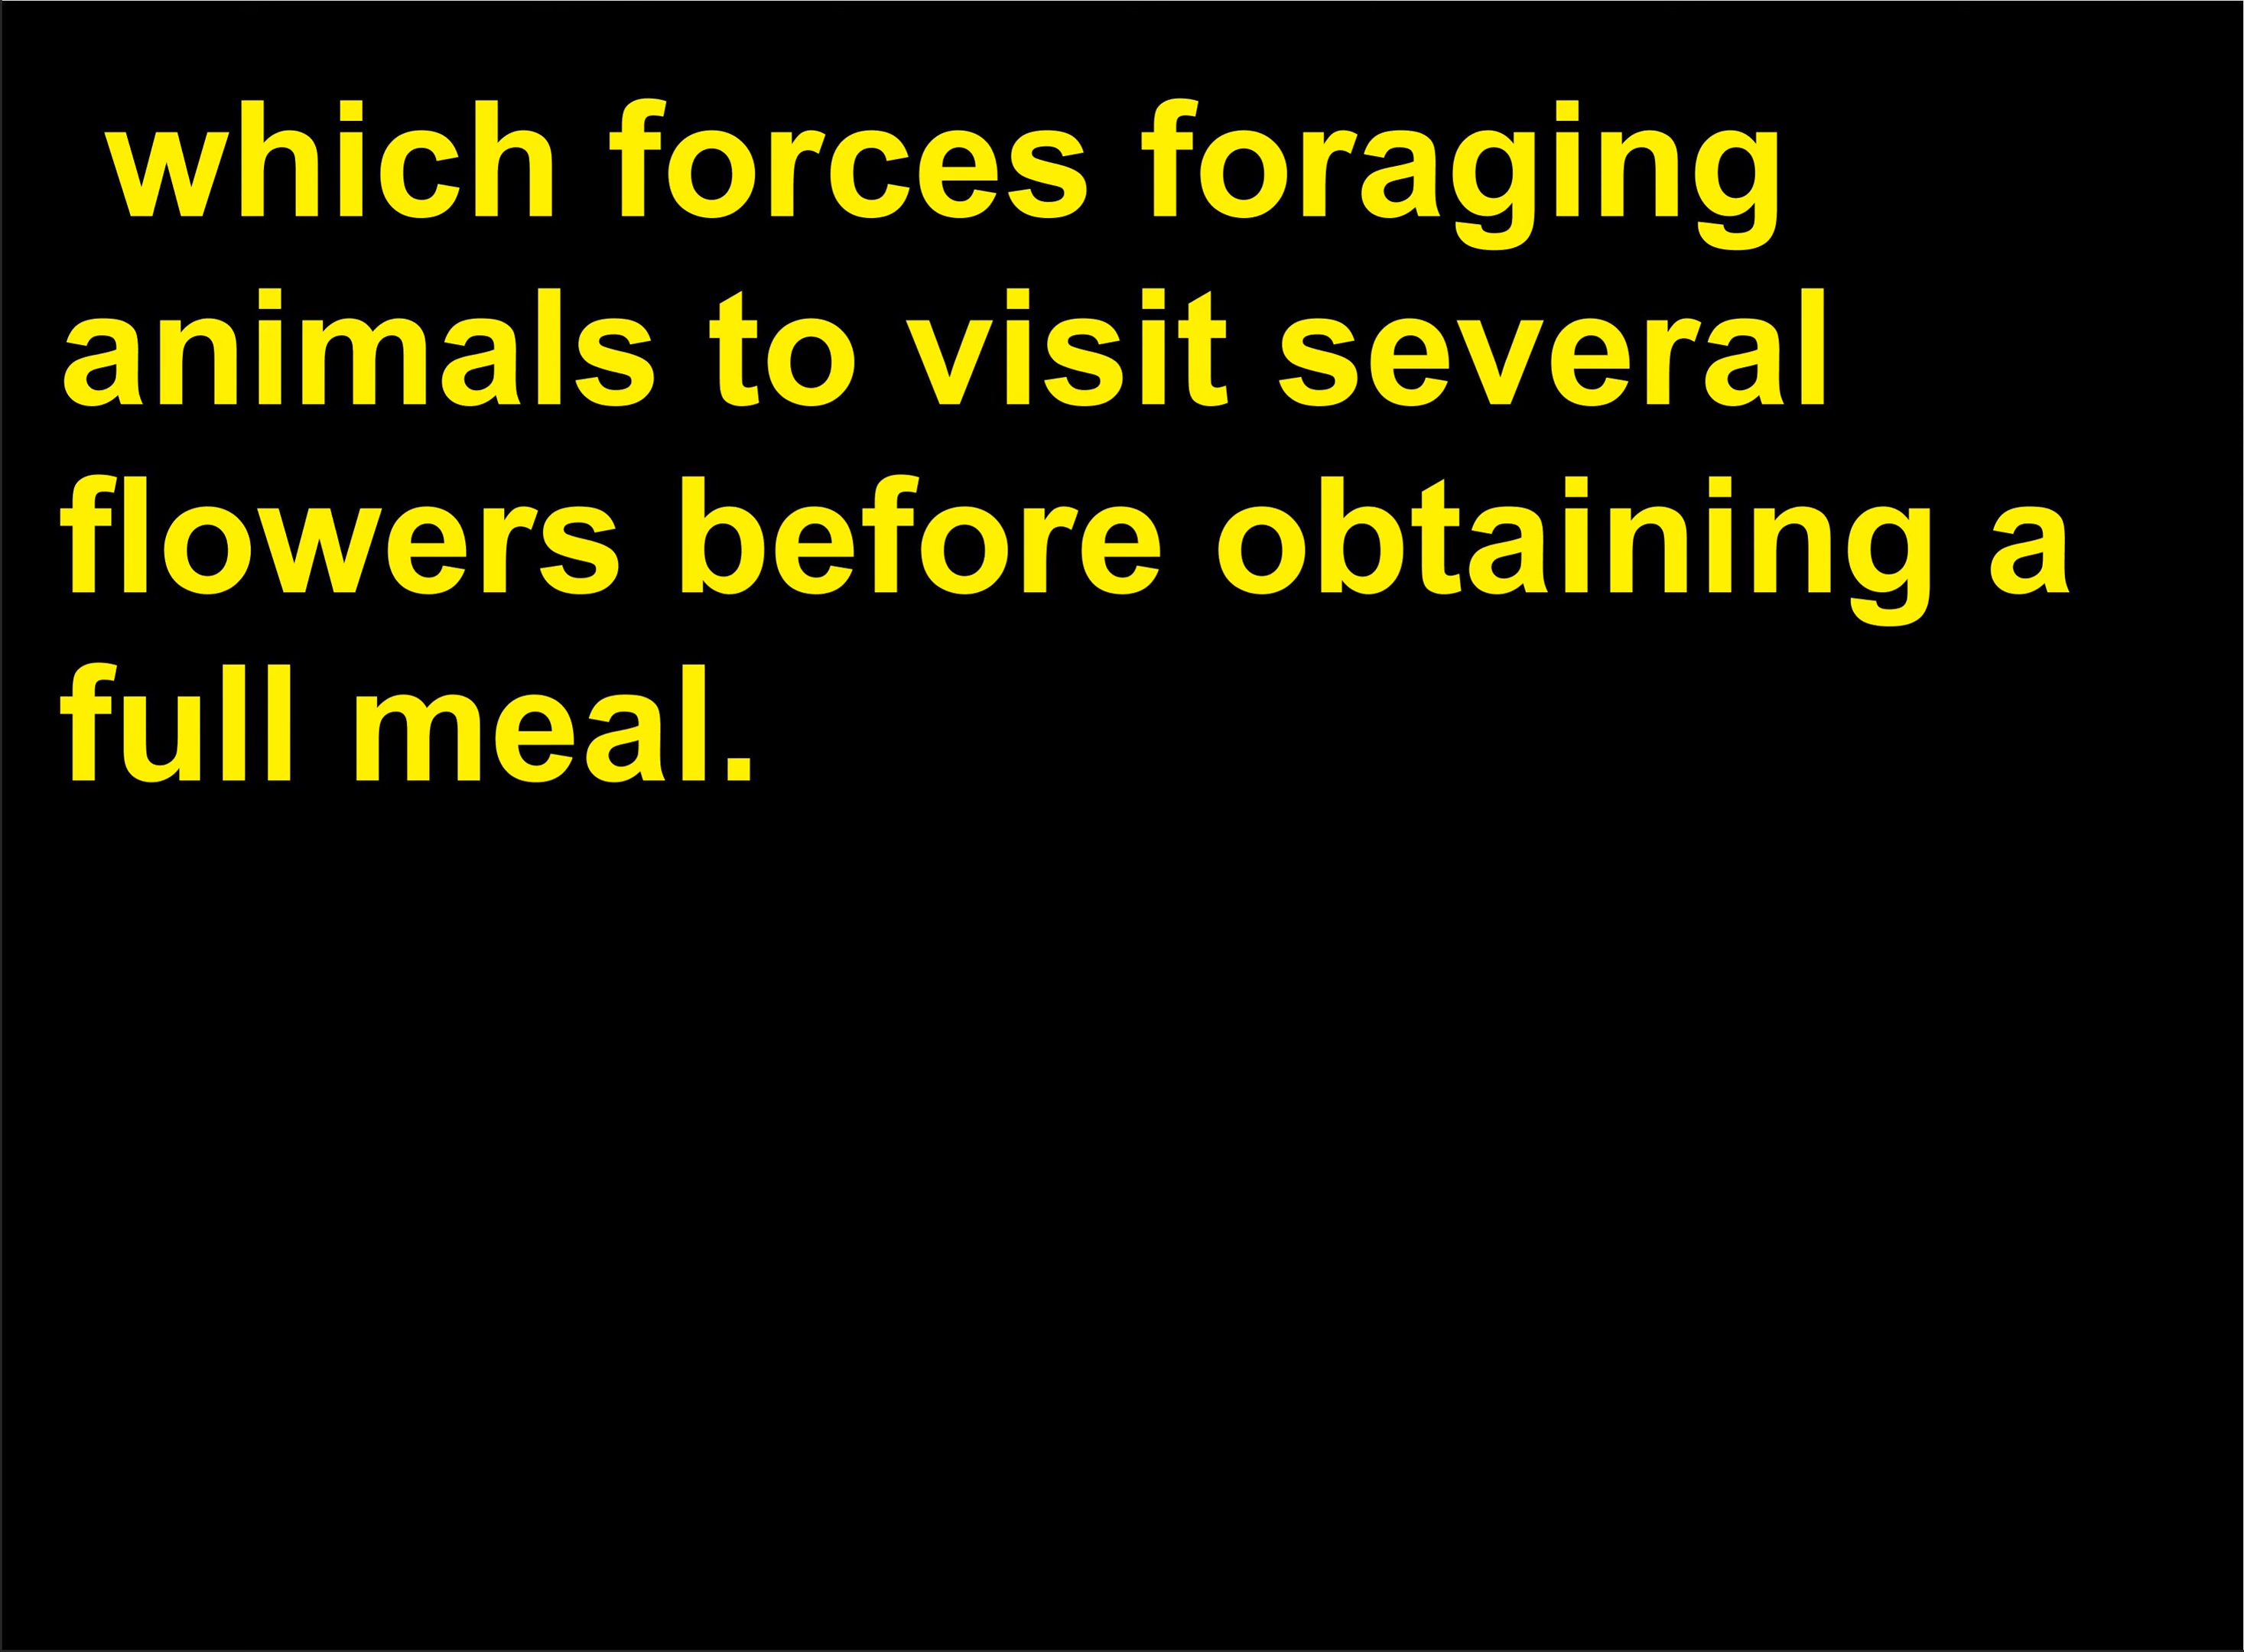 which forces foraging
animals to visit several
flowers before obtaining a
full meal.